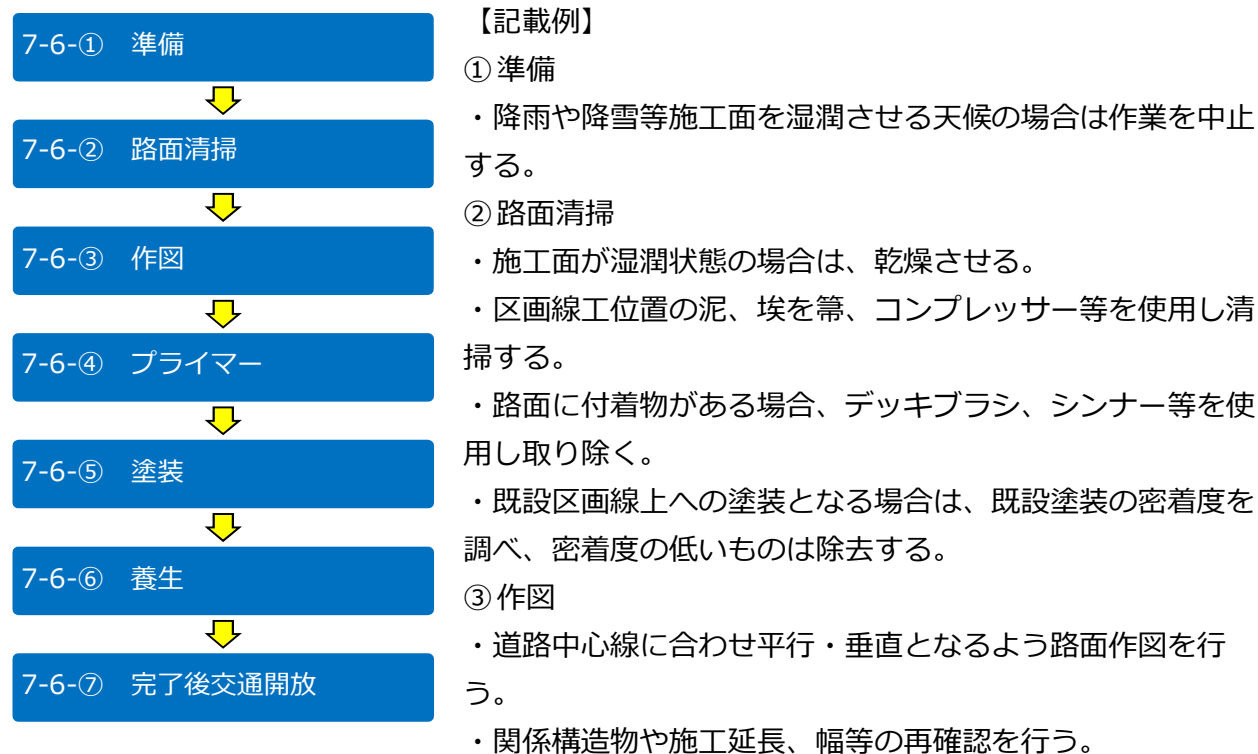 7-6-① 準備
7-6-② 路面清掃
7-6-③ 作図
7-6-④ プライマー
7-6-⑤ 塗装
7-6-⑥ 養生
7-6-⑦ 完了後交通開放
【記載例】
① 準備
・降雨や降雪等施工面を湿潤させる天候の場合は作業を中止
する。
② 路面清掃
・施工面が湿潤状態の場合は、乾燥させる。
・区画線工位置の泥、埃を箒、コンプレッサー等を使用し清
掃する。
・路面に付着物がある場合、デッキブラシ、シンナー等を使
用し取り除く。
・既設区画線上への塗装となる場合は、既設塗装の密着度を
調べ、密着度の低いものは除去する。
③ 作図
・道路中心線に合わせ平行・垂直となるよう路面作図を行
う。
・関係構造物や施工延長、幅等の再確認を行う。